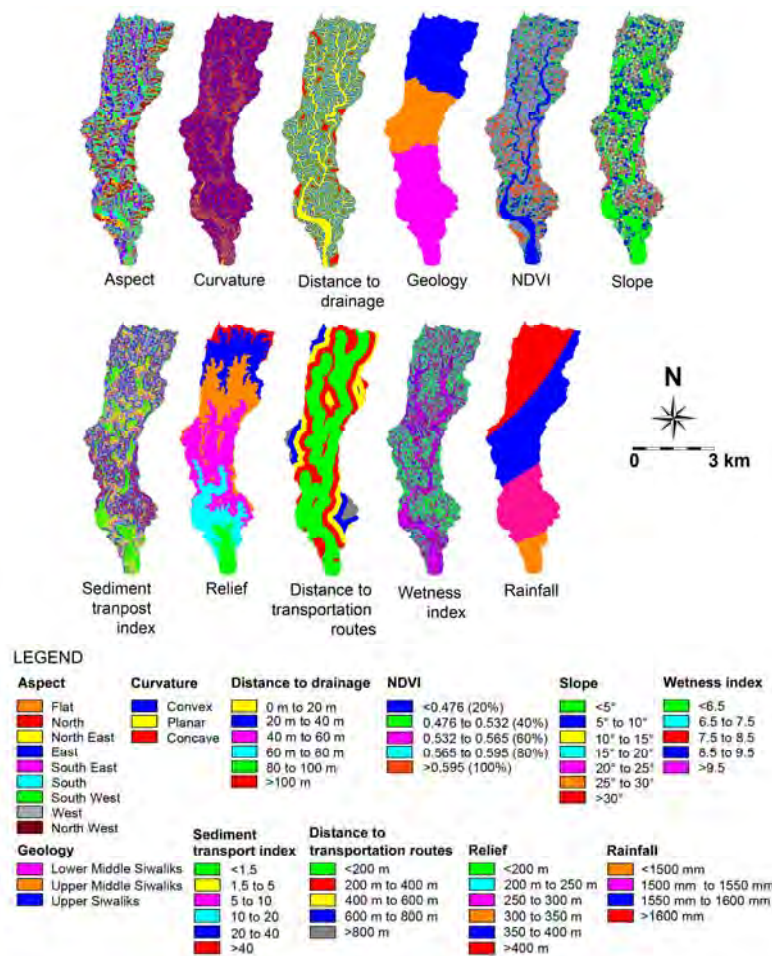 Aspect
Curvature
Distance to
drainage
Geology
NDVI
Slope
N
0 3 km
Sediment
tranpost
index
Relief
Distance to
transportation
routes
Wetness
index
Rainfall
LEGEND
Aspect
Flat
North
North East
East
South East
South
South West
West
North West
Curvature
Convex
Planar
Concave
Distance to drainage
0 m to 20 m
20 m to 40 m
40 m to 60 m
60 m to 80 m
80 to 100 m
>100 m
NDVI
<0.476 (20%)
0.476 to 0.532 (40%)
0.532 to 0.565 (60%)
0.565 to 0.595 (80%)
>0.595 (100%)
Slope
<5°
5° to 10°
10° to 15°
15° to 20°
20° to 25°
25° to 30°
>30°
Wetness index
<6.5
6.5 to 7.5
7.5 to 8.5
8.5 to 9.5
>9.5
Geology
Lower Middle Siwaliks
Upper Middle Siwaliks
Upper Siwaliks
Sediment
transport index
<1.5
1.5 to 5
5 to 10
10 to 20
20 to 40
>40
Distance to
transportation routes
<200 m
200 m to 400 m
400 m to 600 m
600 m to 800 m
>800 m
Relief
<200 m
200 m to 250 m
250 to 300 m
300 to 350 m
350 to 400 m
>400 m
Rainfall
<1500 mm
1500 mm to 1550 mm
1550 mm to 1600 mm
>1600 mm